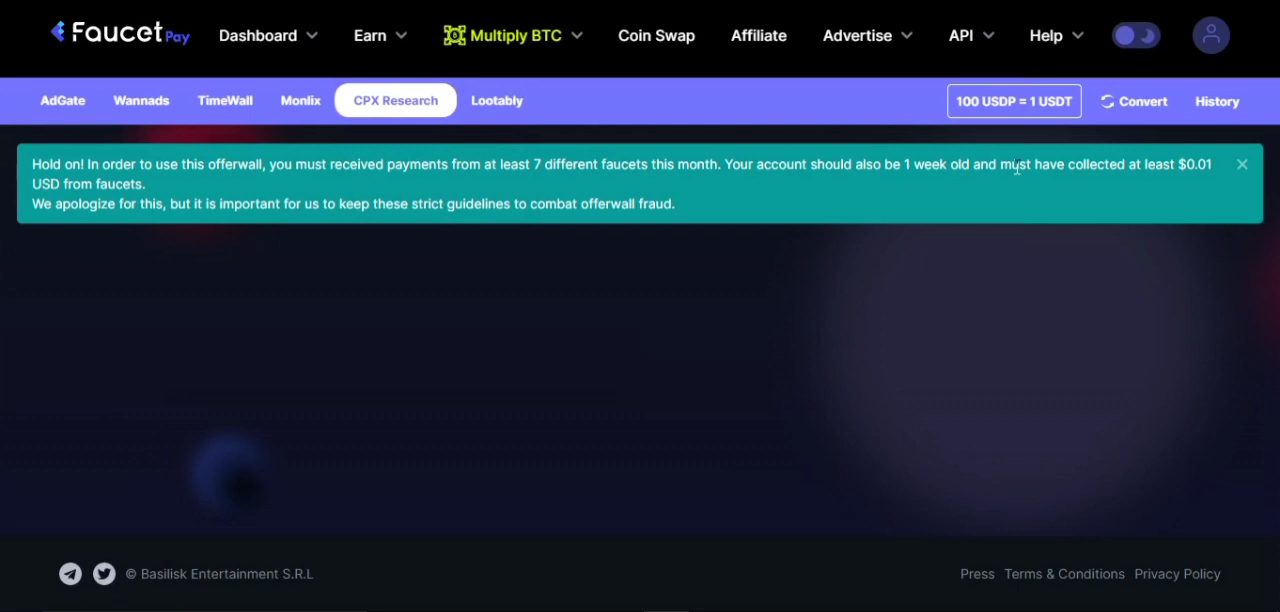 FaucetPay Dashboard Earn Multiply BTC Coin Swap Affiliate Advertise API Help
AdGate Wannads TimeWall Monlix CPX Research Lootably 100 USDP = 1 USDT Convert History
Hold on! In order to use this offerwall, you must received payments from at least 7 different faucets this month. Your account should also be 1 week old and must have collected at least $0.01
USD from faucets.
We apologize for this, but it is important for us to keep these strict guidelines to combat offerwall fraud.
© Basilisk Entertainment S.R.L Press Terms & Conditions Privacy Policy